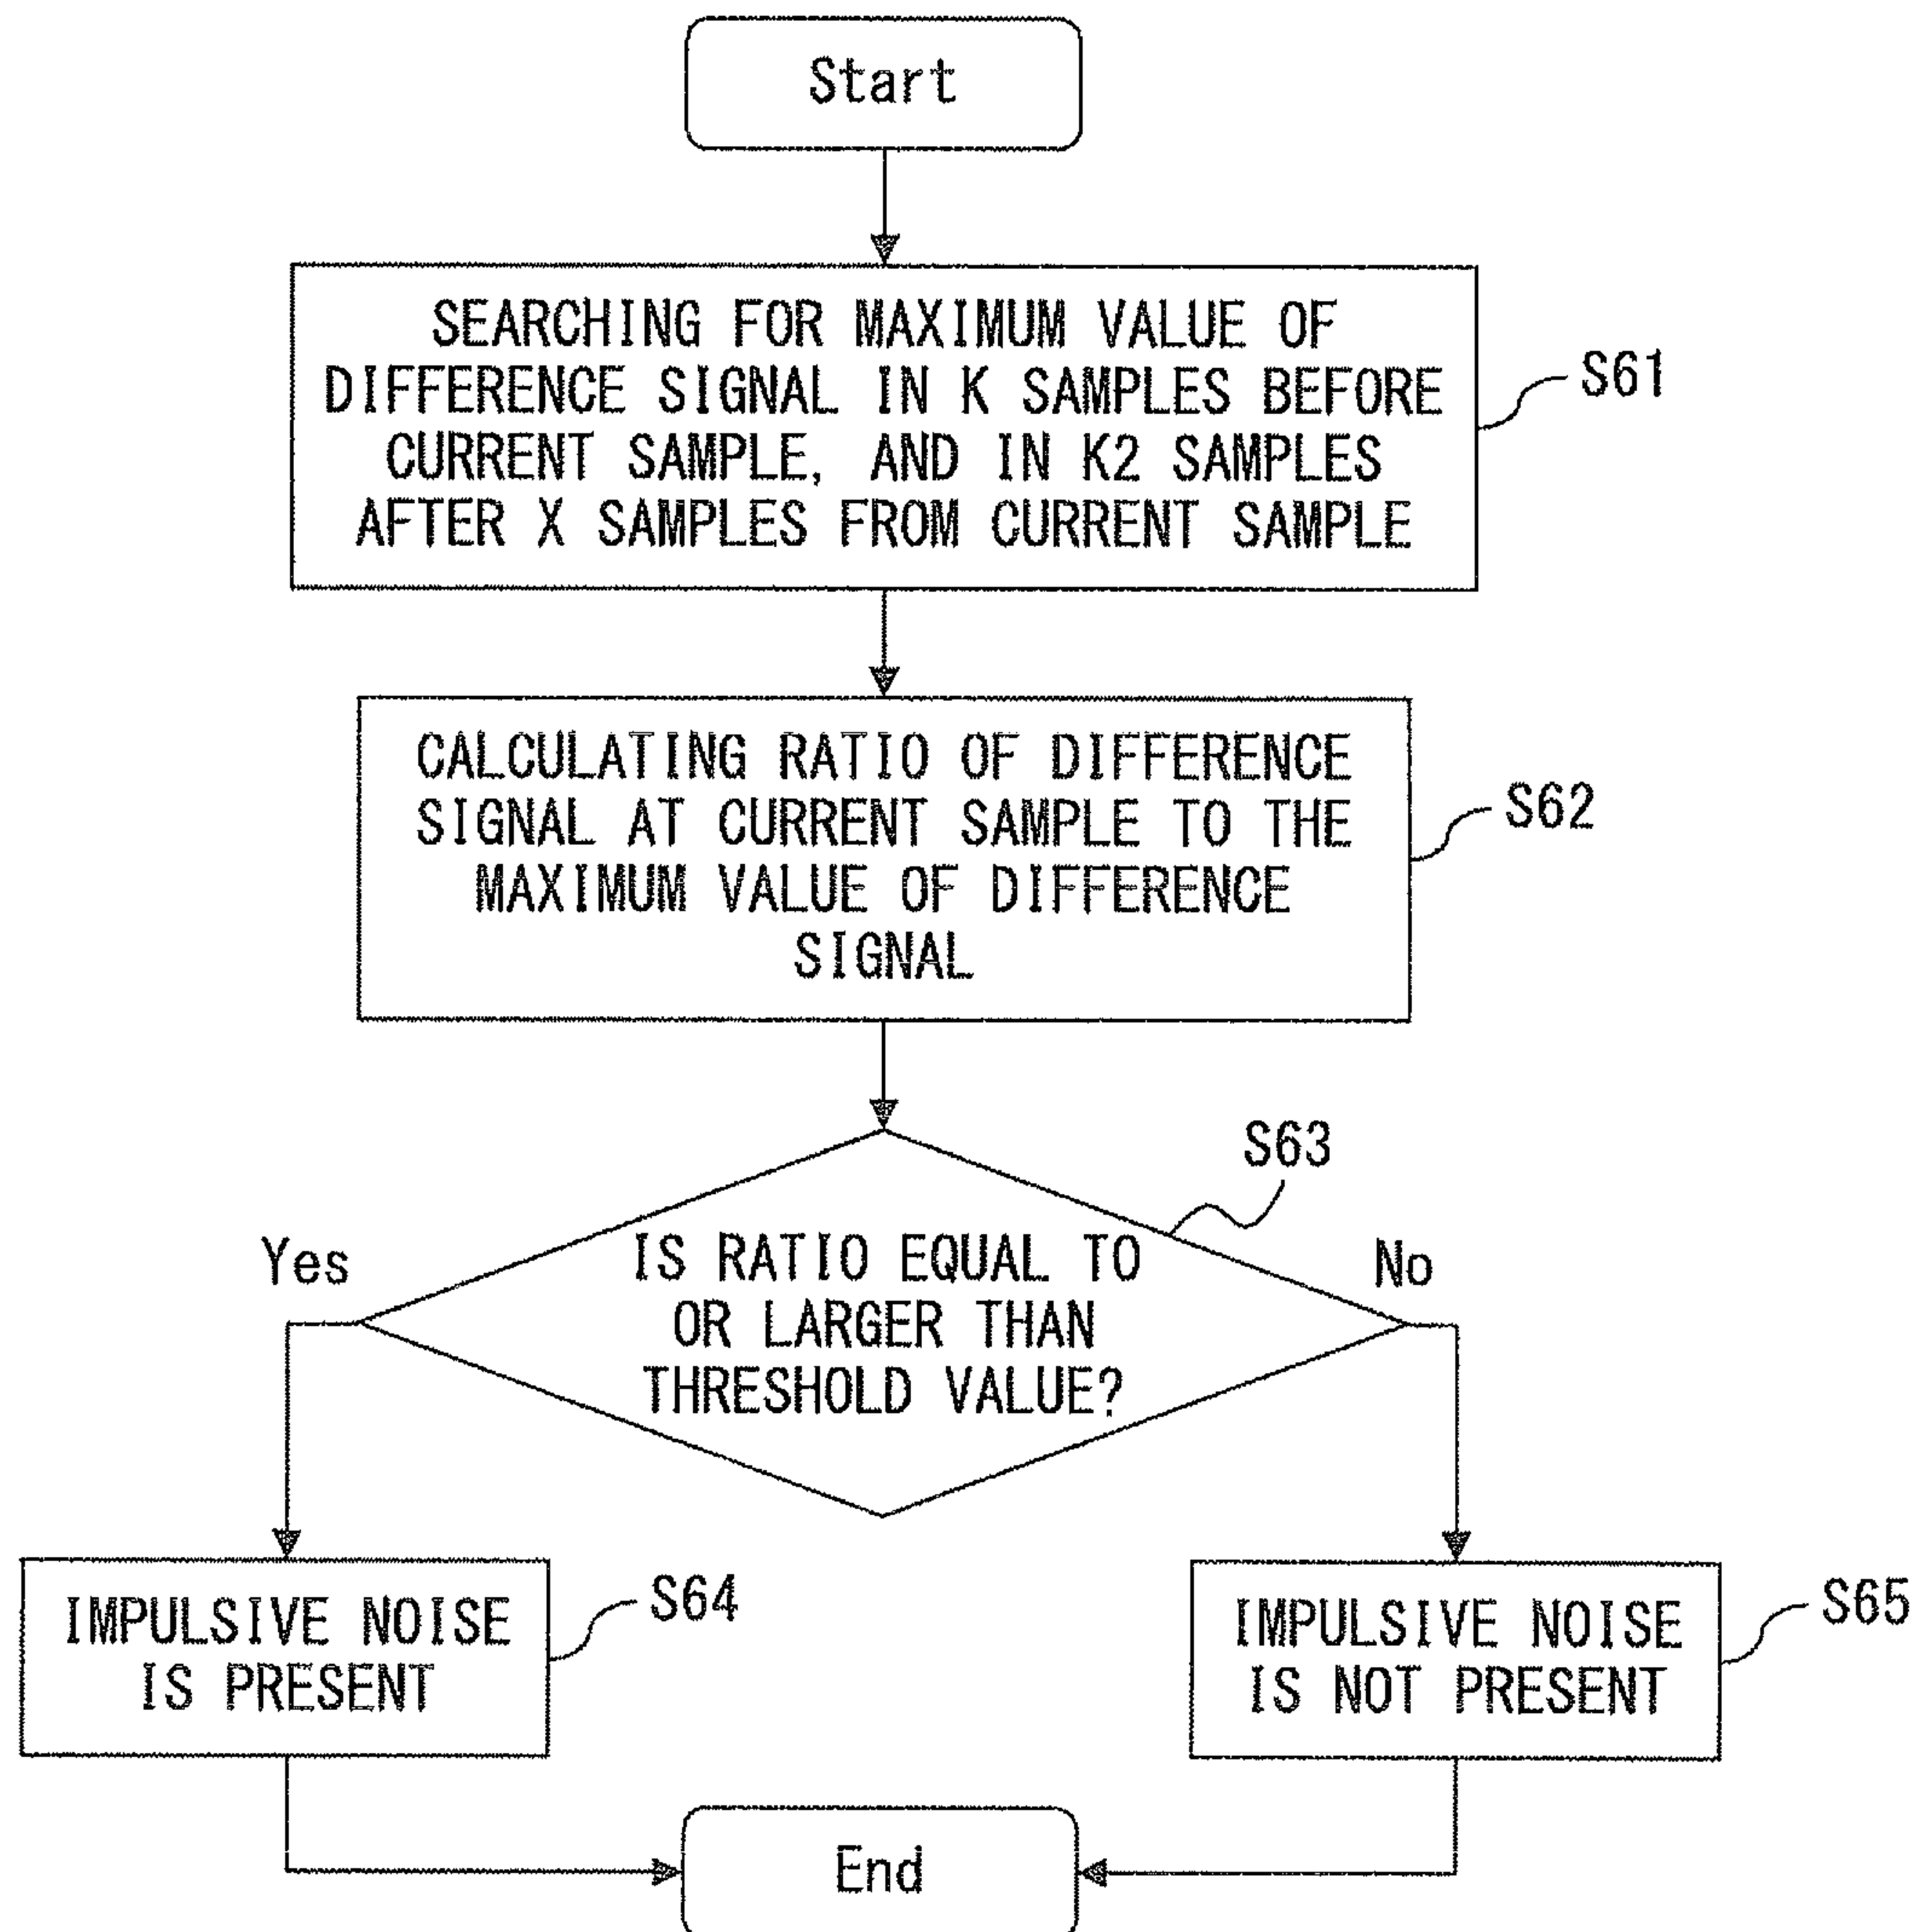 Start
SEARCHING FOR MAXIMUM VALUE OF
DIFFERENCE SIGNAL IN K SAMPLES BEFORE
CURRENT SAMPLE, AND IN K2 SAMPLES
AFTER X SAMPLES FROM CURRENT SAMPLE
S61
CALCULATING RATIO OF DIFFERENCE
SIGNAL AT CURRENT SAMPLE TO THE
MAXIMUM VALUE OF DIFFERENCE
SIGNAL
S62
S63
Yes
IS RATIO EQUAL TO
OR LARGER THAN
THRESHOLD VALUE?
No
IMPULSIVE NOISE
IS PRESENT
S64
IMPULSIVE NOISE
IS NOT PRESENT
S65
End